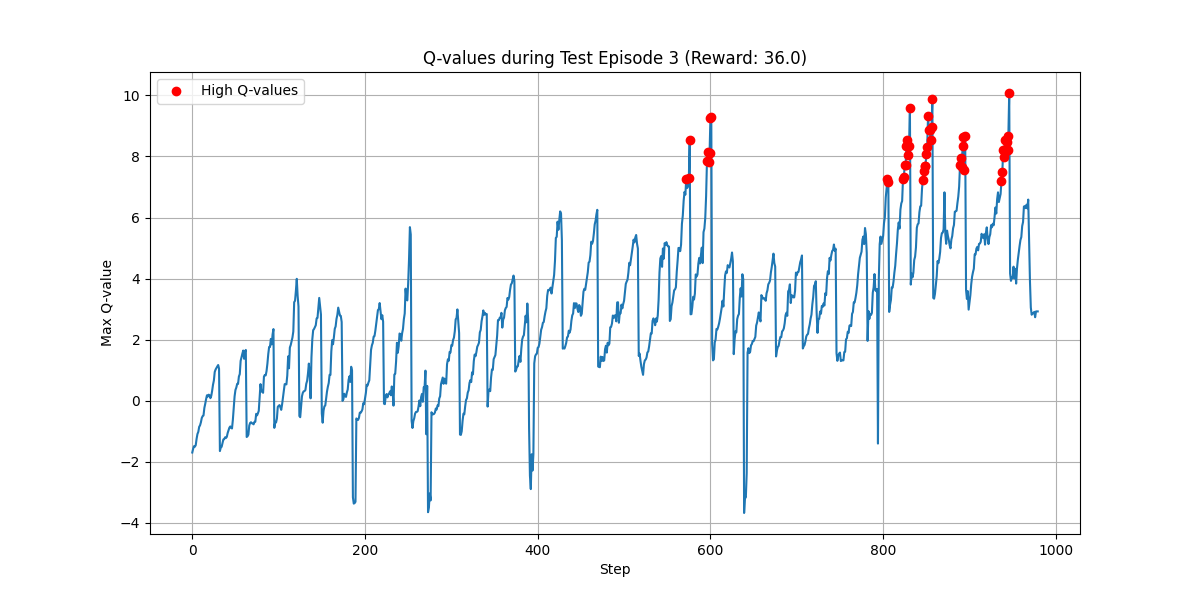 Q-values during Test Episode 3 (Reward: 36.0)
High Q-values
Max Q-value
10
8
6
4
2
0
−2
−4
0 200 400 600 800 1000
Step